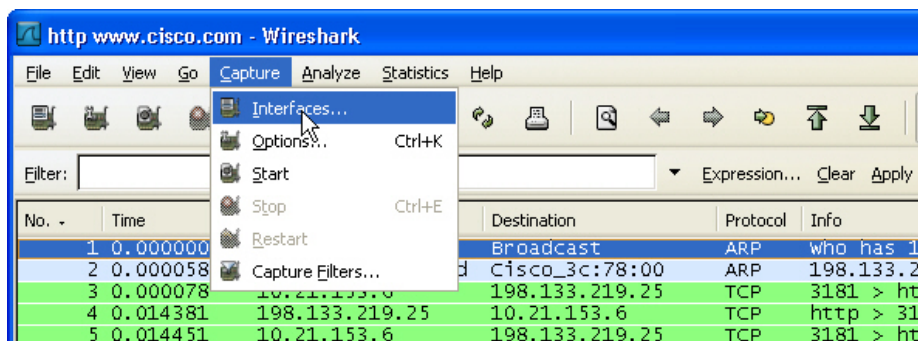 http www.cisco.com - Wireshark
File Edit View Go Capture Analyze Statistics Help
Interfaces...
Options... Ctrl+K
Filter: Start Expression... Clear Apply
Stop Ctrl+E
No. Time Destination Protocol Info
Restart
1 0.000000 Broadcast ARP who has 1
Capture Filters...
2 0.000058 d Cisco_3c:78:00 ARP 198.133.2
3 0.000078 10.21.153.6 198.133.219.25 TCP 3181 > ht
4 0.014381 198.133.219.25 10.21.153.6 TCP http > 31
5 0.014451 10.21.153.6 198.133.219.25 TCP 3181 > ht